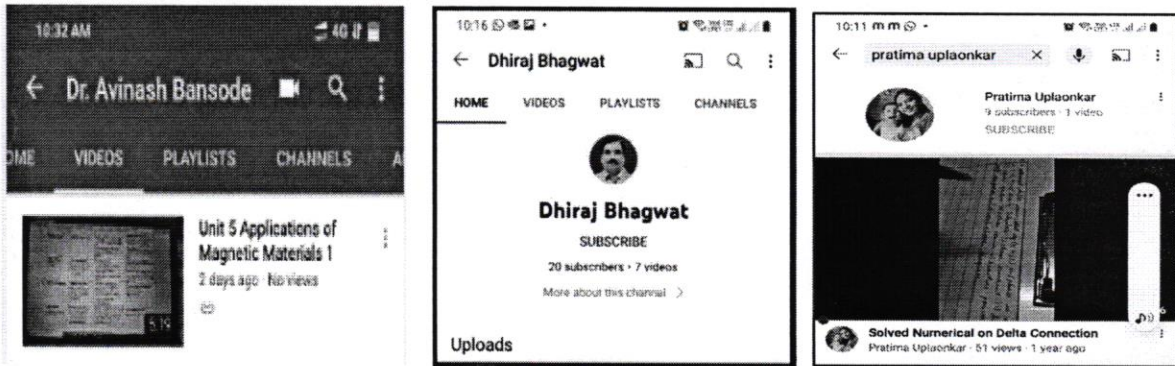 10:32 AM
4G
Dr. Avinash Bansode
OME VIDEOS PLAYLISTS CHANNELS A
Unit 5 Applications of
Magnetic Materials 1
2 days ago · No views
5:19
10:16
Dhiraj Bhagwat
HOME VIDEOS PLAYLISTS CHANNELS
Dhiraj Bhagwat
SUBSCRIBE
20 subscribers · 7 videos
More about this channel
Uploads
10:11
pratima uplaonkar
Pratima Uplaonkar
9 subscribers · 1 video
SUBSCRIBE
Solved Numerical on Delta Connection
Pratima Uplaonkar · 51 views · 1 year ago